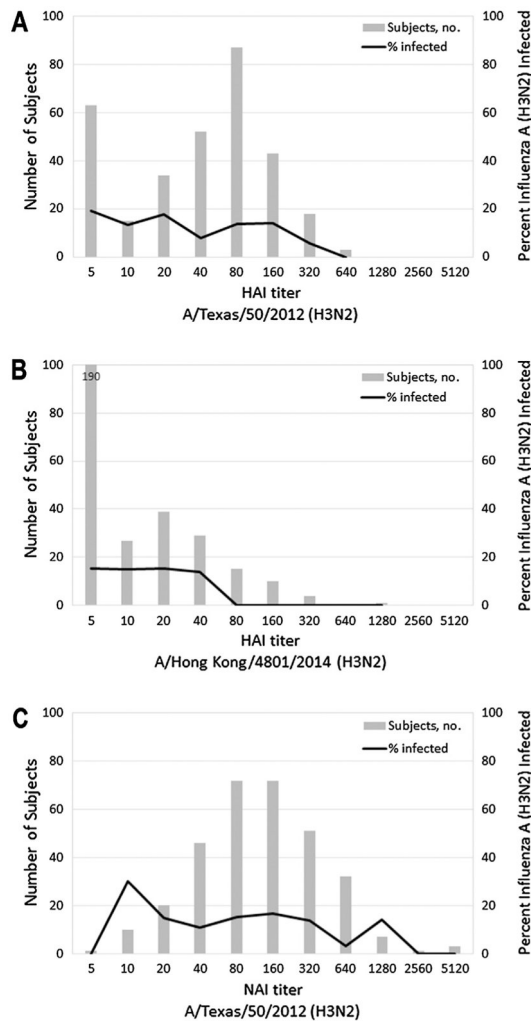 A
Number of Subjects
Percent Influenza A (H3N2) Infected
Subjects, no.
% infected
100 100
80 80
60 60
40 40
20 20
0 0
5 10 20 40 80 160 320 640 1280 2560 5120
HAI titer
A/Texas/50/2012 (H3N2)
B
Number of Subjects
Percent Influenza A (H3N2) Infected
190
Subjects, no.
% infected
100 100
80 80
60 60
40 40
20 20
0 0
5 10 20 40 80 160 320 640 1280 2560 5120
HAI titer
A/Hong Kong/4801/2014 (H3N2)
C
Number of Subjects
Percent Influenza A (H3N2) Infected
Subjects, no.
% infected
100 100
80 80
60 60
40 40
20 20
0 0
5 10 20 40 80 160 320 640 1280 2560 5120
NAI titer
A/Texas/50/2012 (H3N2)